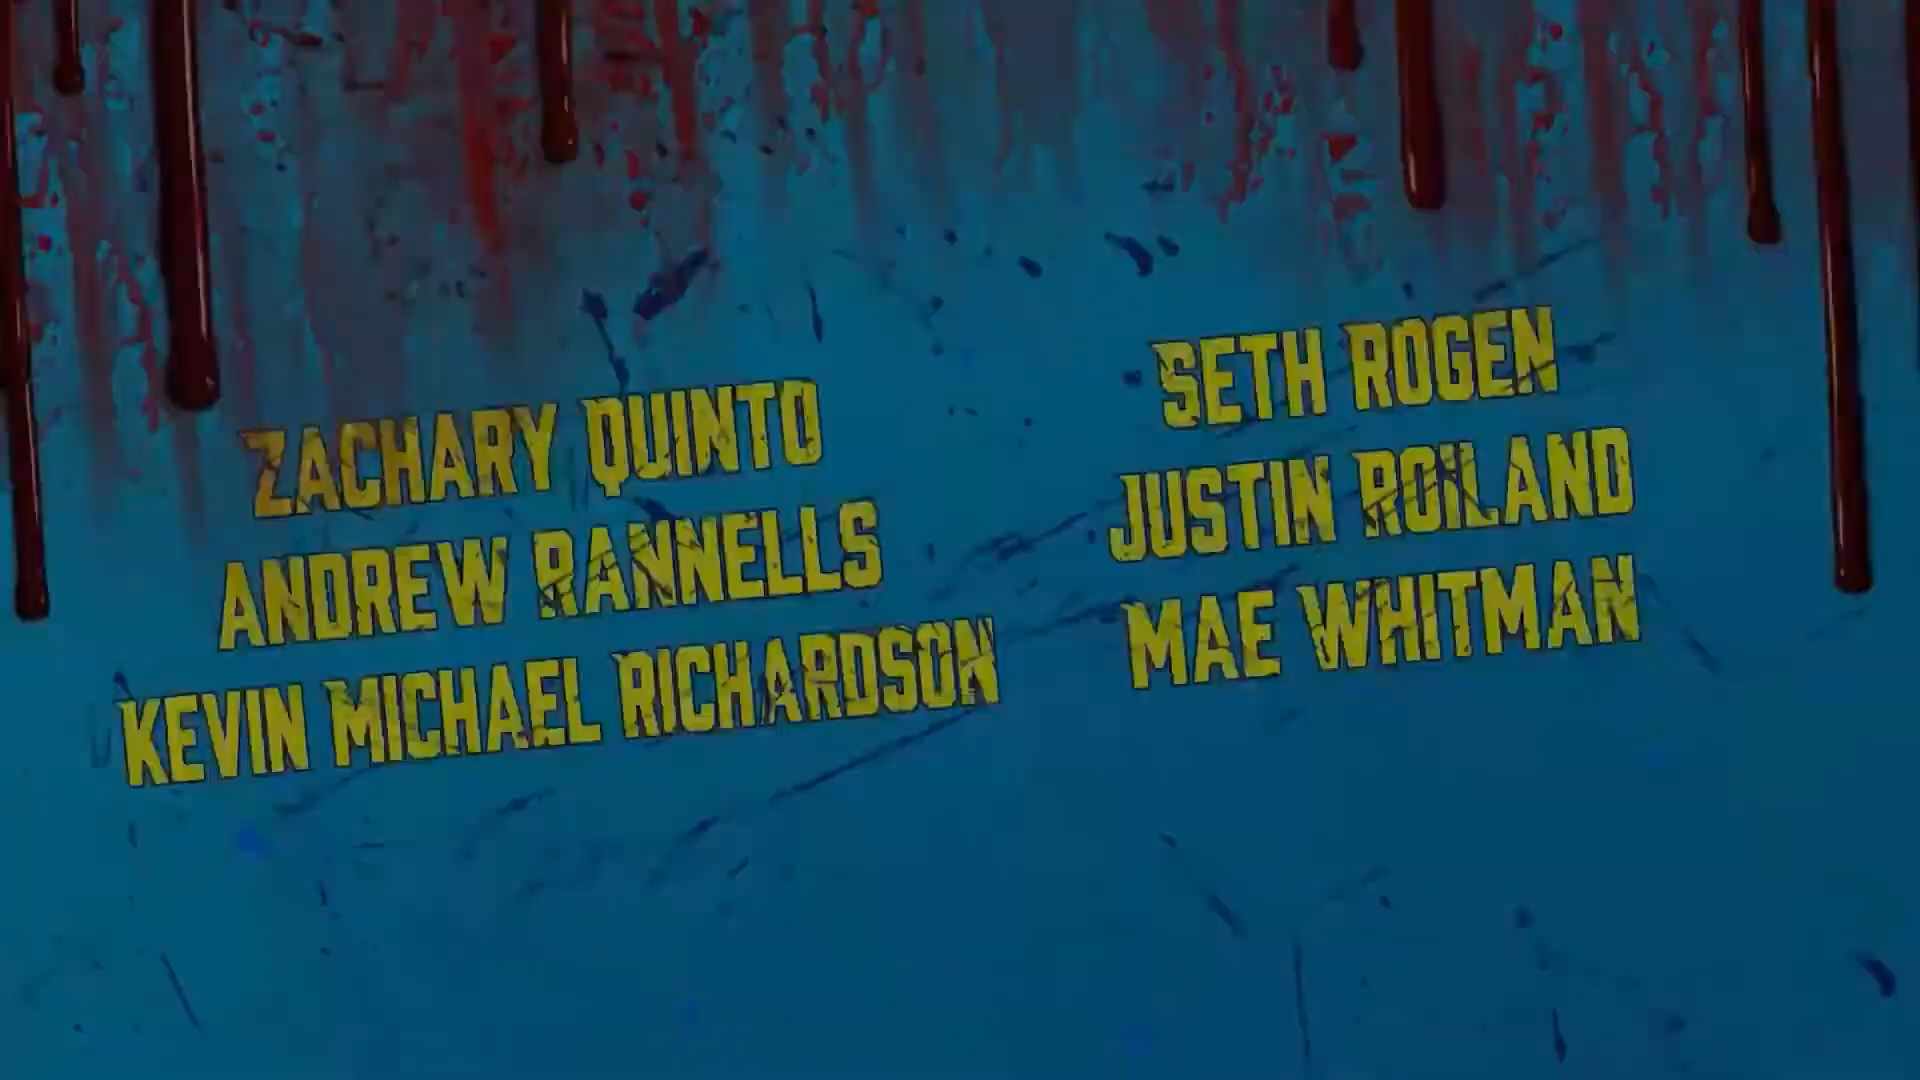 ZACHARY QUINTO
ANDREW RANNELLS
KEVIN MICHAEL RICHARDSON
SETH ROGEN
JUSTIN ROILAND
MAE WHITMAN